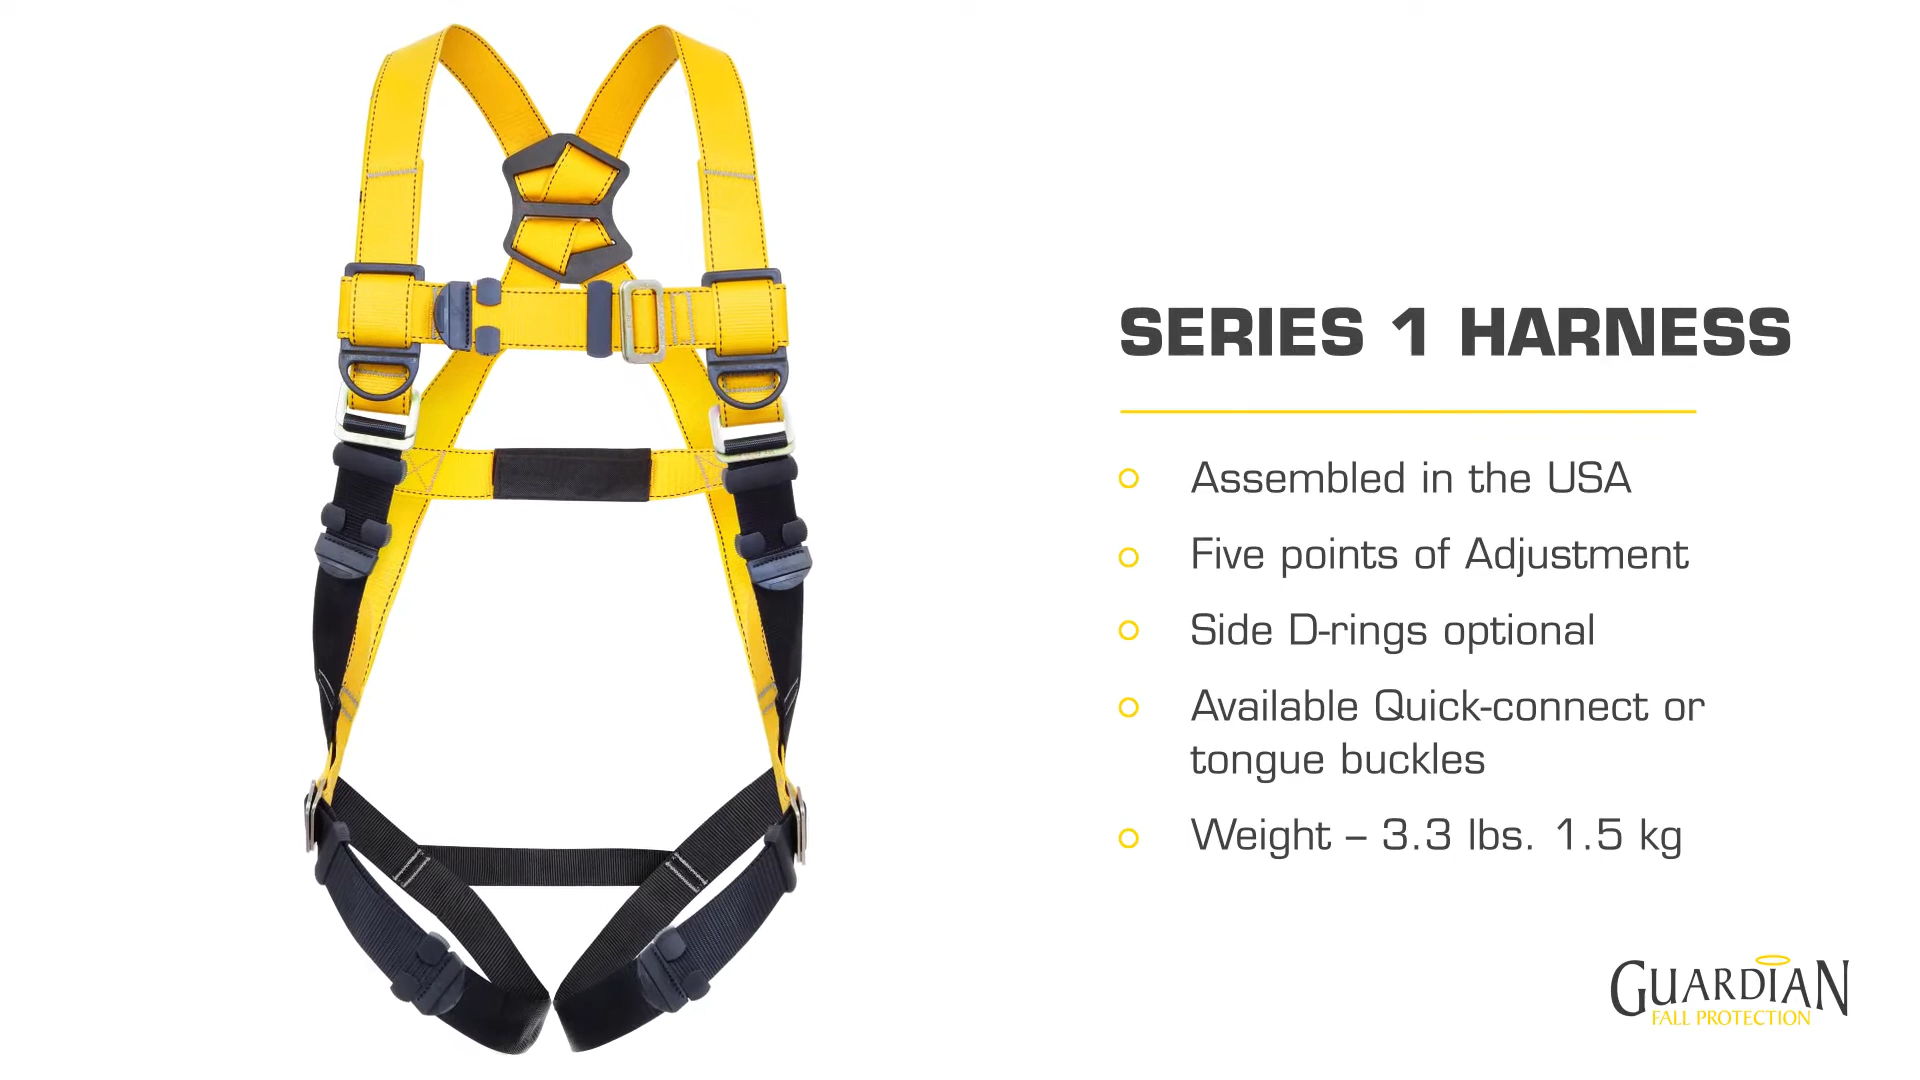 SERIES 1 HARNESS
Assembled in the USA
Five points of Adjustment
Side D-rings optional
Available Quick-connect or
tongue buckles
Weight – 3.3 lbs. 1.5 kg
GUARDIAN
FALL PROTECTION